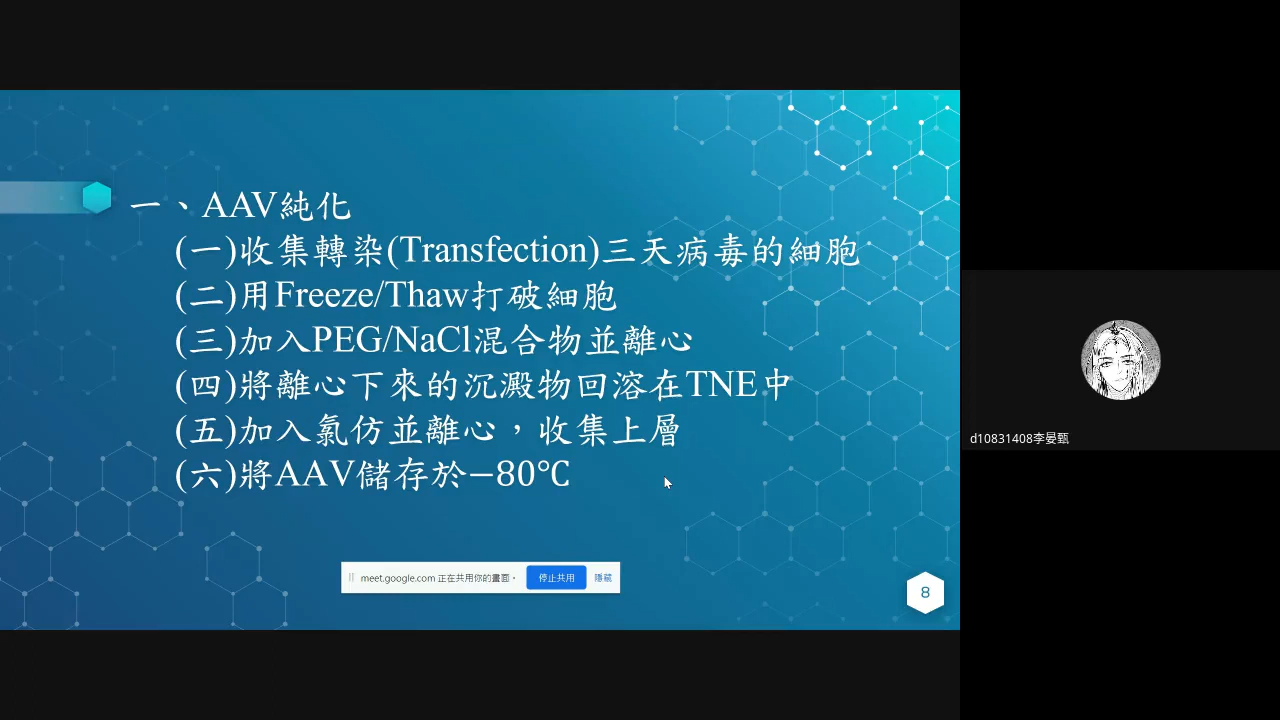 一、AAV純化
(一)收集轉染(Transfection)三天病毒的細胞
(二)用Freeze/Thaw打破細胞
(三)加入PEG/NaCl混合物並離心
(四)將離心下來的沉澱物回溶在TNE中
(五)加入氯仿並離心，收集上層
(六)將AAV儲存於−80℃
meet.google.com 正在共用你的畫面。 停止共用 隱藏
8
d10831408李晏甄